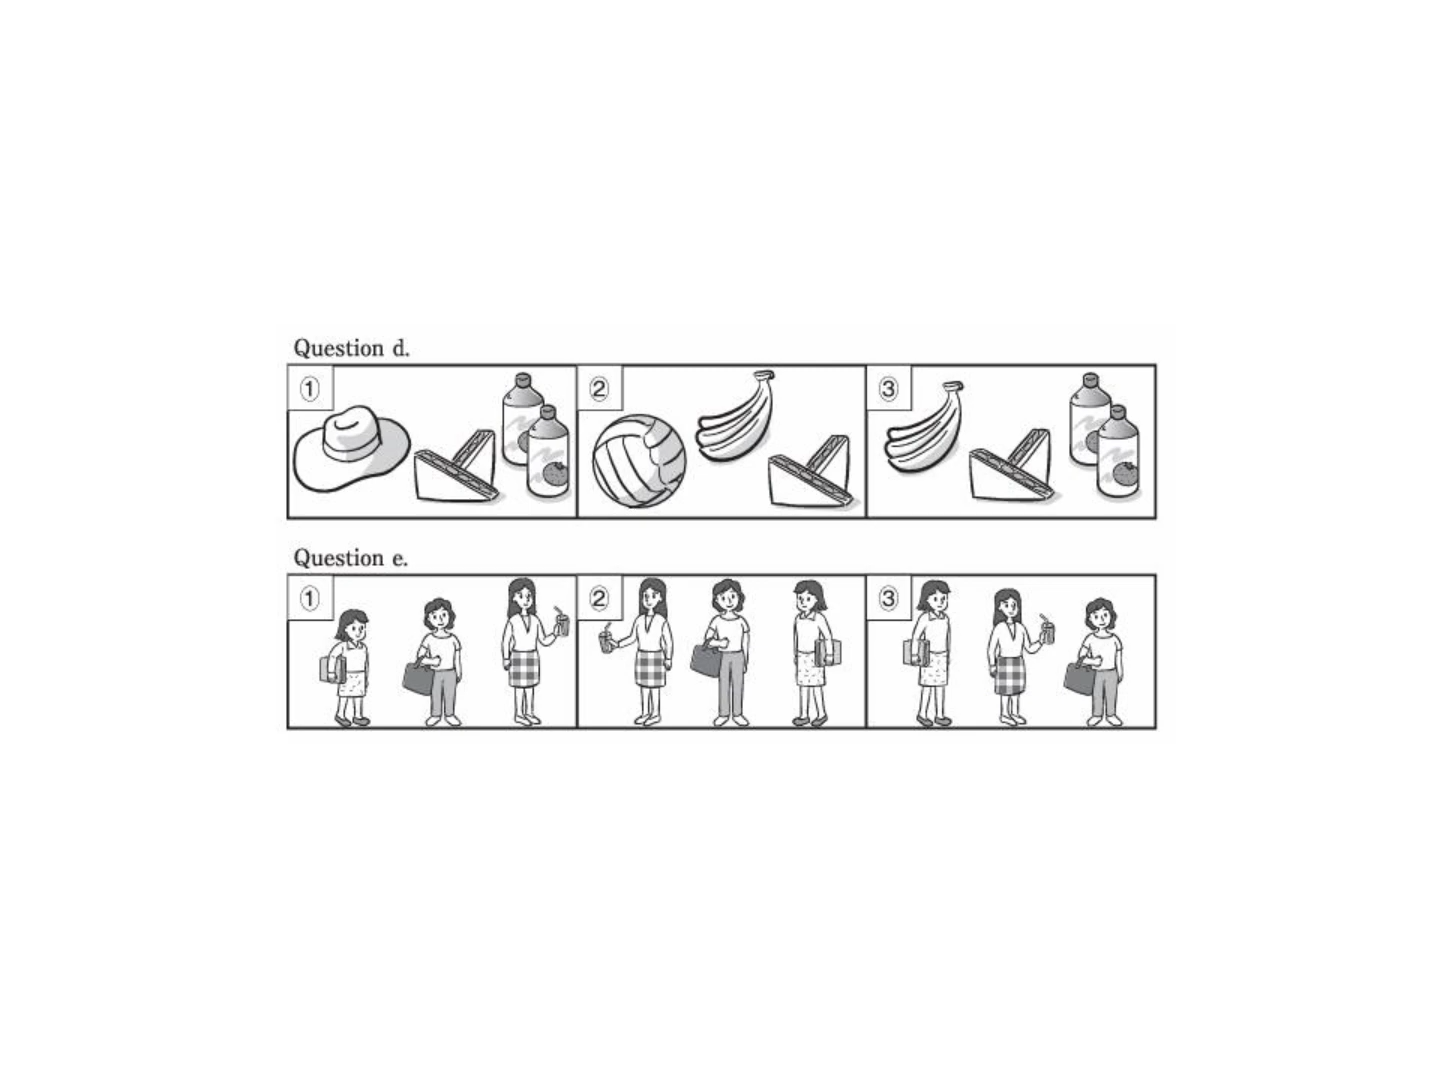 Question d.
① ② ③
Question e.
① ② ③